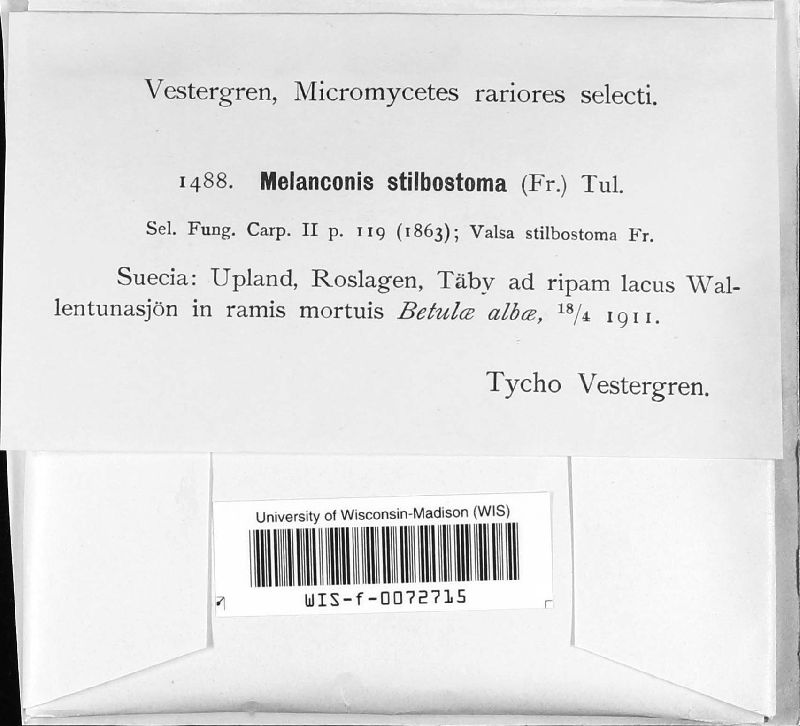 Vestergren, Micromycetes rariores selecti.
1488. Melanconis stilbostoma (Fr.) Tul.
Sel. Fung. Carp. II p. 119 (1863); Valsa stilbostoma Fr.
Suecia: Upland, Roslagen, Täby ad ripam lacus Wal-
lentunasjön in ramis mortuis Betulæ albæ, 18/4 1911.
Tycho Vestergren.
University of Wisconsin-Madison (WIS)
WIS-f-0072715